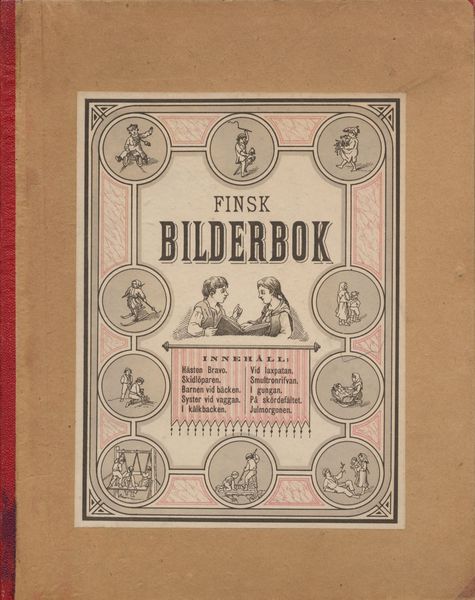 FINSK
BILDERBOK
INNEHÅLL:
Hästen Bravo.
Skidlöparen.
Barnen vid bäcken.
Syster vid vaggan.
I kälkbacken.
Vid laxpatan.
Smultronrifvan.
I gungan.
På skördefältet.
Julmorgonen.